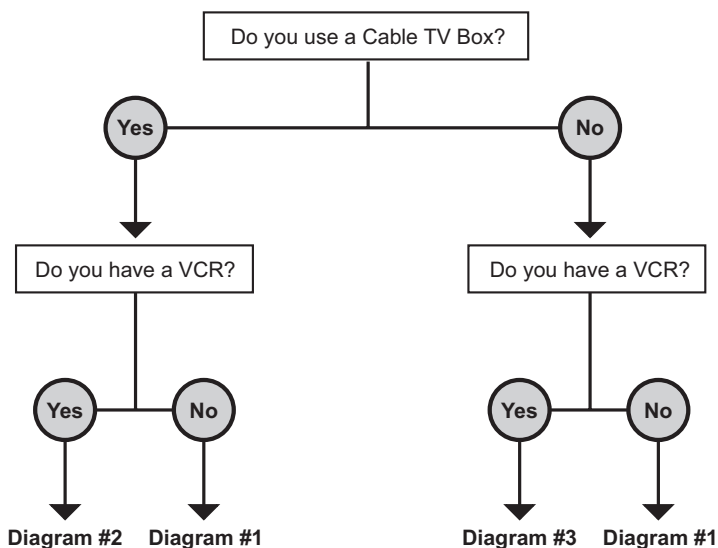 Do you use a Cable TV Box?
Yes
No
Do you have a VCR?
Do you have a VCR?
Yes
No
Yes
No
Diagram #2
Diagram #1
Diagram #3
Diagram #1